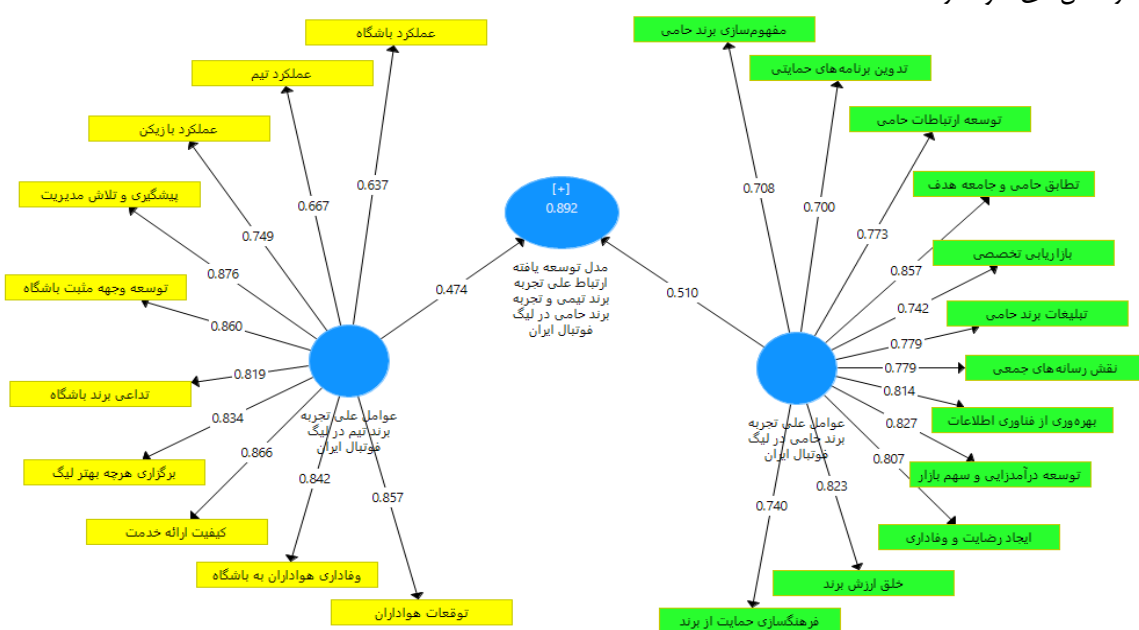 عملکرد باشگاه
عملکرد تیم
عملکرد بازیکن
پیشگیری و تلاش مدیریت
توسعه وجهه مثبت باشگاه
تداعی برند باشگاه
برگزاری هرچه بهتر لیگ
کیفیت ارائه خدمت
وفاداری هواداران به باشگاه
توقعات هواداران
0.637
0.667
0.749
0.876
0.860
0.819
0.834
0.866
0.842
0.857
عوامل علی تجربه
برند تیم در لیگ
فوتبال ایران
0.474
[+]
0.892
مدل توسعه یافته
ارتباط علی تجربه
برند تیمی و تجربه
برند حامی در لیگ
فوتبال ایران
0.510
عوامل علی تجربه
برند حامی در لیگ
فوتبال ایران
0.708
0.700
0.773
0.857
0.742
0.779
0.779
0.814
0.827
0.807
0.823
0.740
مفهوم‌سازی برند حامی
تدوین برنامه‌های حمایتی
توسعه ارتباطات حامی
تطابق حامی و جامعه هدف
بازاریابی تخصصی
تبلیغات برند حامی
نقش رسانه‌های جمعی
بهره‌وری از فناوری اطلاعات
توسعه درآمدزایی و سهم بازار
ایجاد رضایت و وفاداری
خلق ارزش برند
فرهنگسازی حمایت از برند